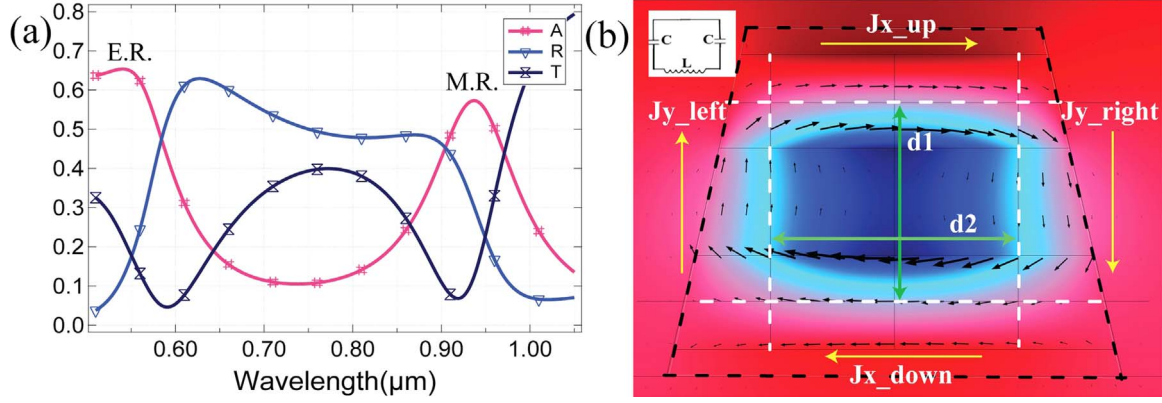 (a)
0.8
0.7
0.6
0.5
0.4
0.3
0.2
0.1
0.0
E.R.
M.R.
A
R
T
0.60
0.70
0.80
0.90
1.00
Wavelength(μm)
(b)
C
C
L
Jx_up
Jy_left
Jy_right
d1
d2
Jx_down